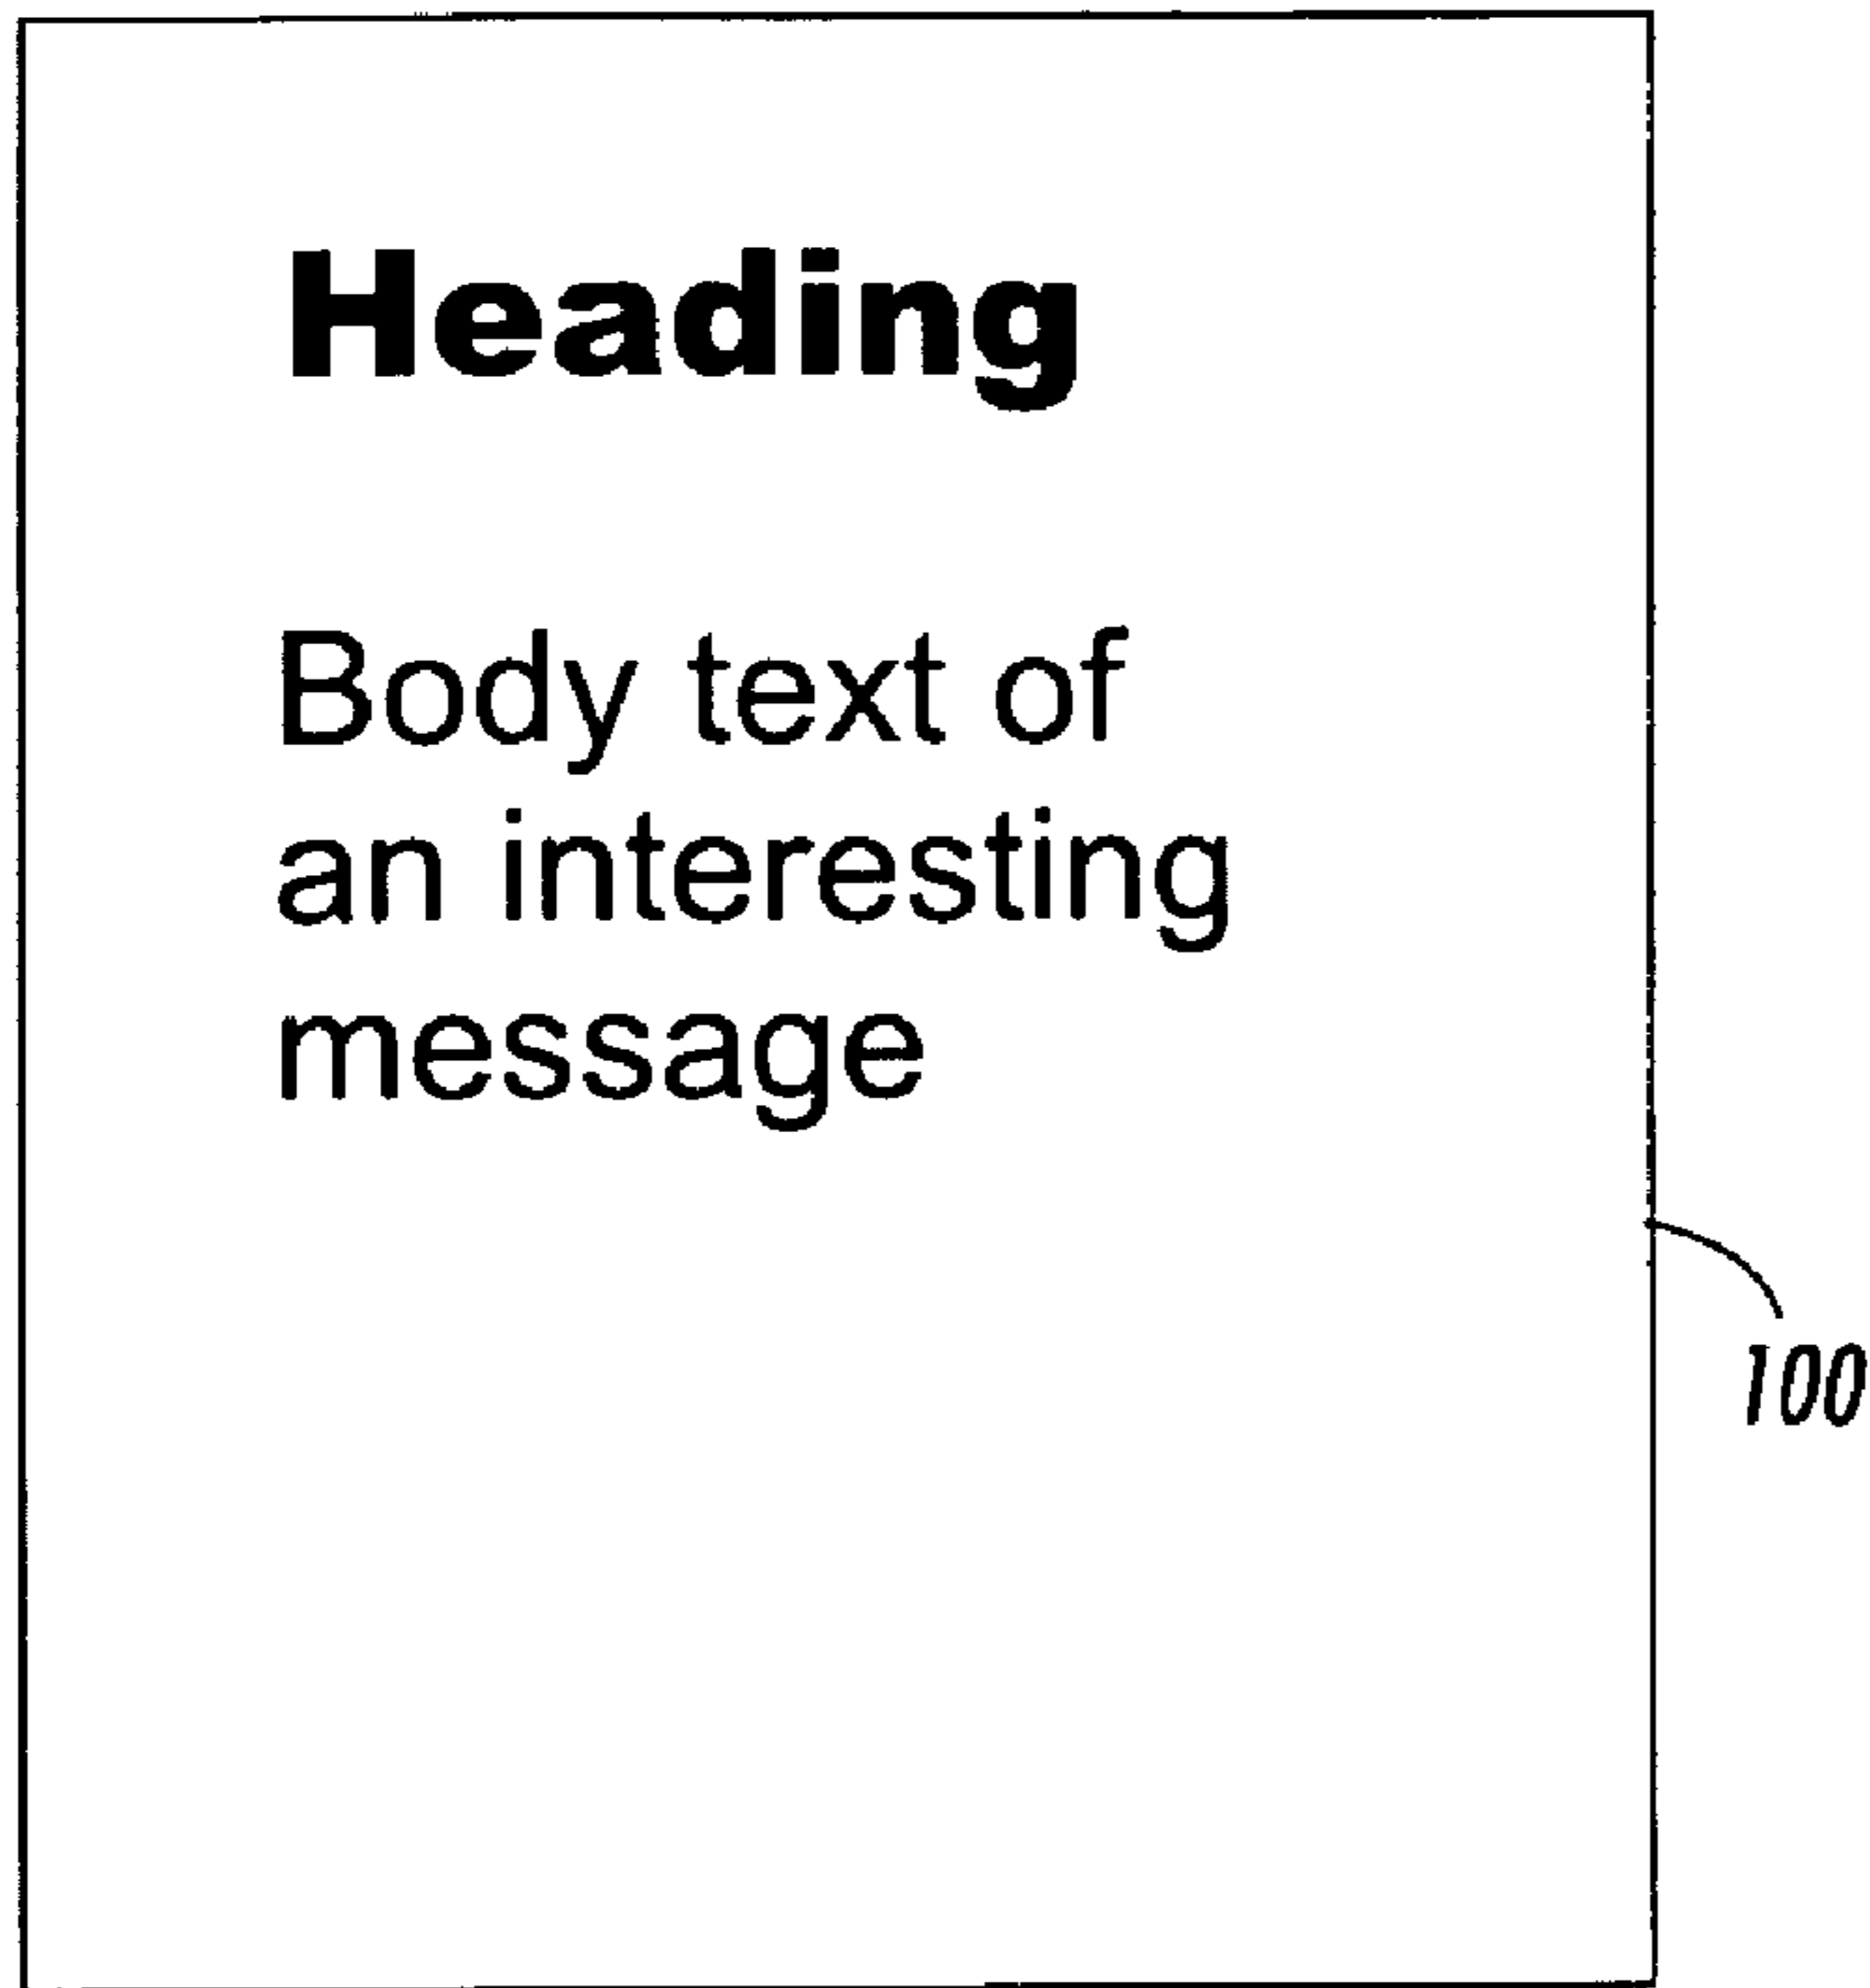 Heading
Body text of
an interesting
message
100